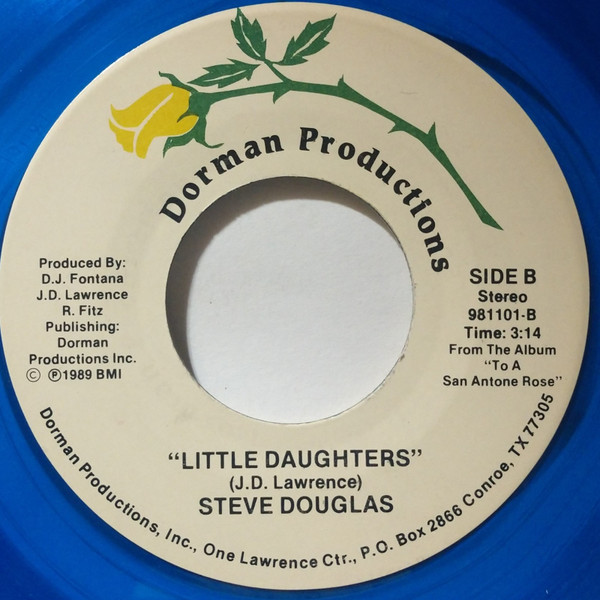 Dorman Productions
Produced By:
D.J. Fontana
J.D. Lawrence
R. Fitz
Publishing:
Dorman
Productions Inc.
© ℗ 1989 BMI
SIDE B
Stereo
981101-B
Time: 3:14
From The Album
"To A
San Antone Rose"
"LITTLE DAUGHTERS"
(J.D. Lawrence)
STEVE DOUGLAS
Dorman Productions, Inc., One Lawrence Ctr., P.O. Box 2866 Conroe, TX 77305